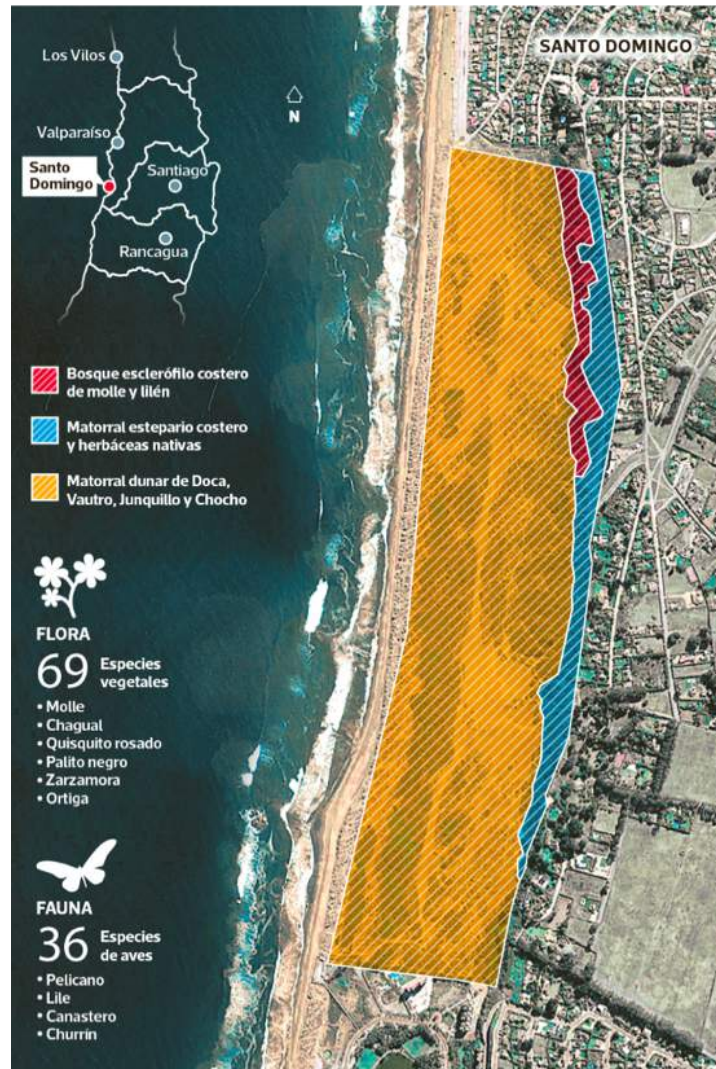 SANTO DOMINGO
Los Vilos
N
Valparaíso
Santo
Domingo
Santiago
Rancagua
Bosque esclerófilo costero
de molle y lilén
Matorral estepario costero
y herbáceas nativas
Matorral dunar de Doca,
Vautro, Junquillo y Chocho
FLORA
69 Especies
vegetales
• Molle
• Chagual
• Quisquito rosado
• Palito negro
• Zarzamora
• Ortiga
FAUNA
36 Especies
de aves
• Pelicano
• Lile
• Canastero
• Churrín